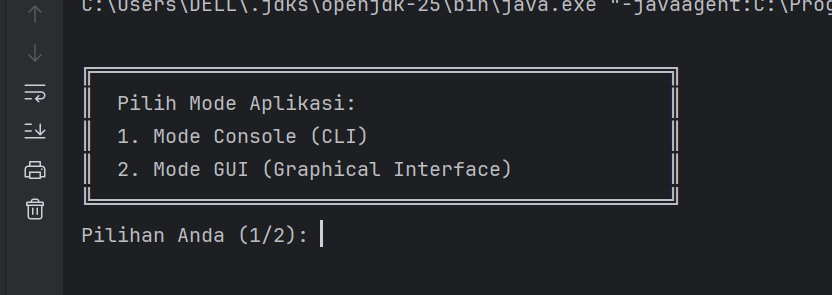 C:\Users\DELL\.jdks\openjdk-25\bin\java.exe "-javaagent:C:\Prog
Pilih Mode Aplikasi:
1. Mode Console (CLI)
2. Mode GUI (Graphical Interface)
Pilihan Anda (1/2):